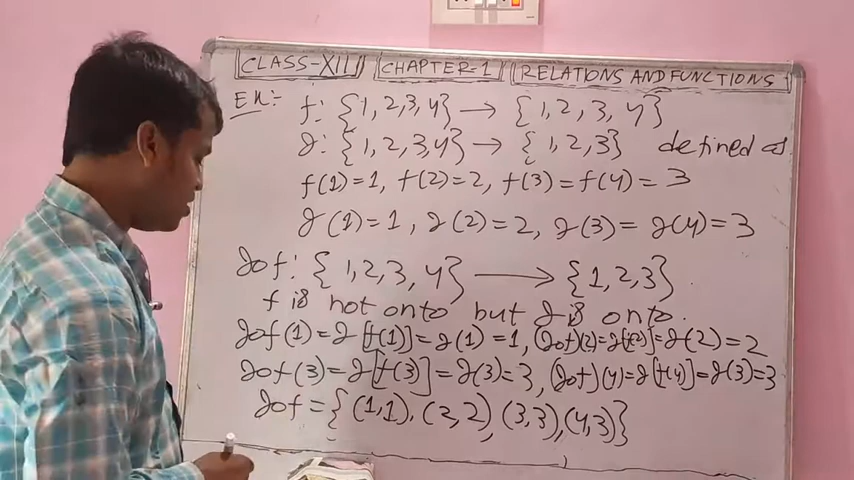 CLASS-XII CHAPTER-1 RELATIONS AND FUNCTIONS
EX:- f: {1,2,3,4} → {1,2,3,4}
g: {1,2,3,4} → {1,2,3} defined as
f(1)=1, f(2)=2, f(3)=f(4)=3
g(1)=1, g(2)=2, g(3)=g(4)=3
gof: {1,2,3,4} → {1,2,3}
f is not onto but g is onto.
gof(1)=g[f(1)]=g(1)=1, (gof)(2)=g[f(2)]=g(2)=2
gof(3)=g[f(3)]=g(3)=3, (gof)(4)=g[f(4)]=g(3)=3
gof={(1,1),(2,2),(3,3),(4,3)}